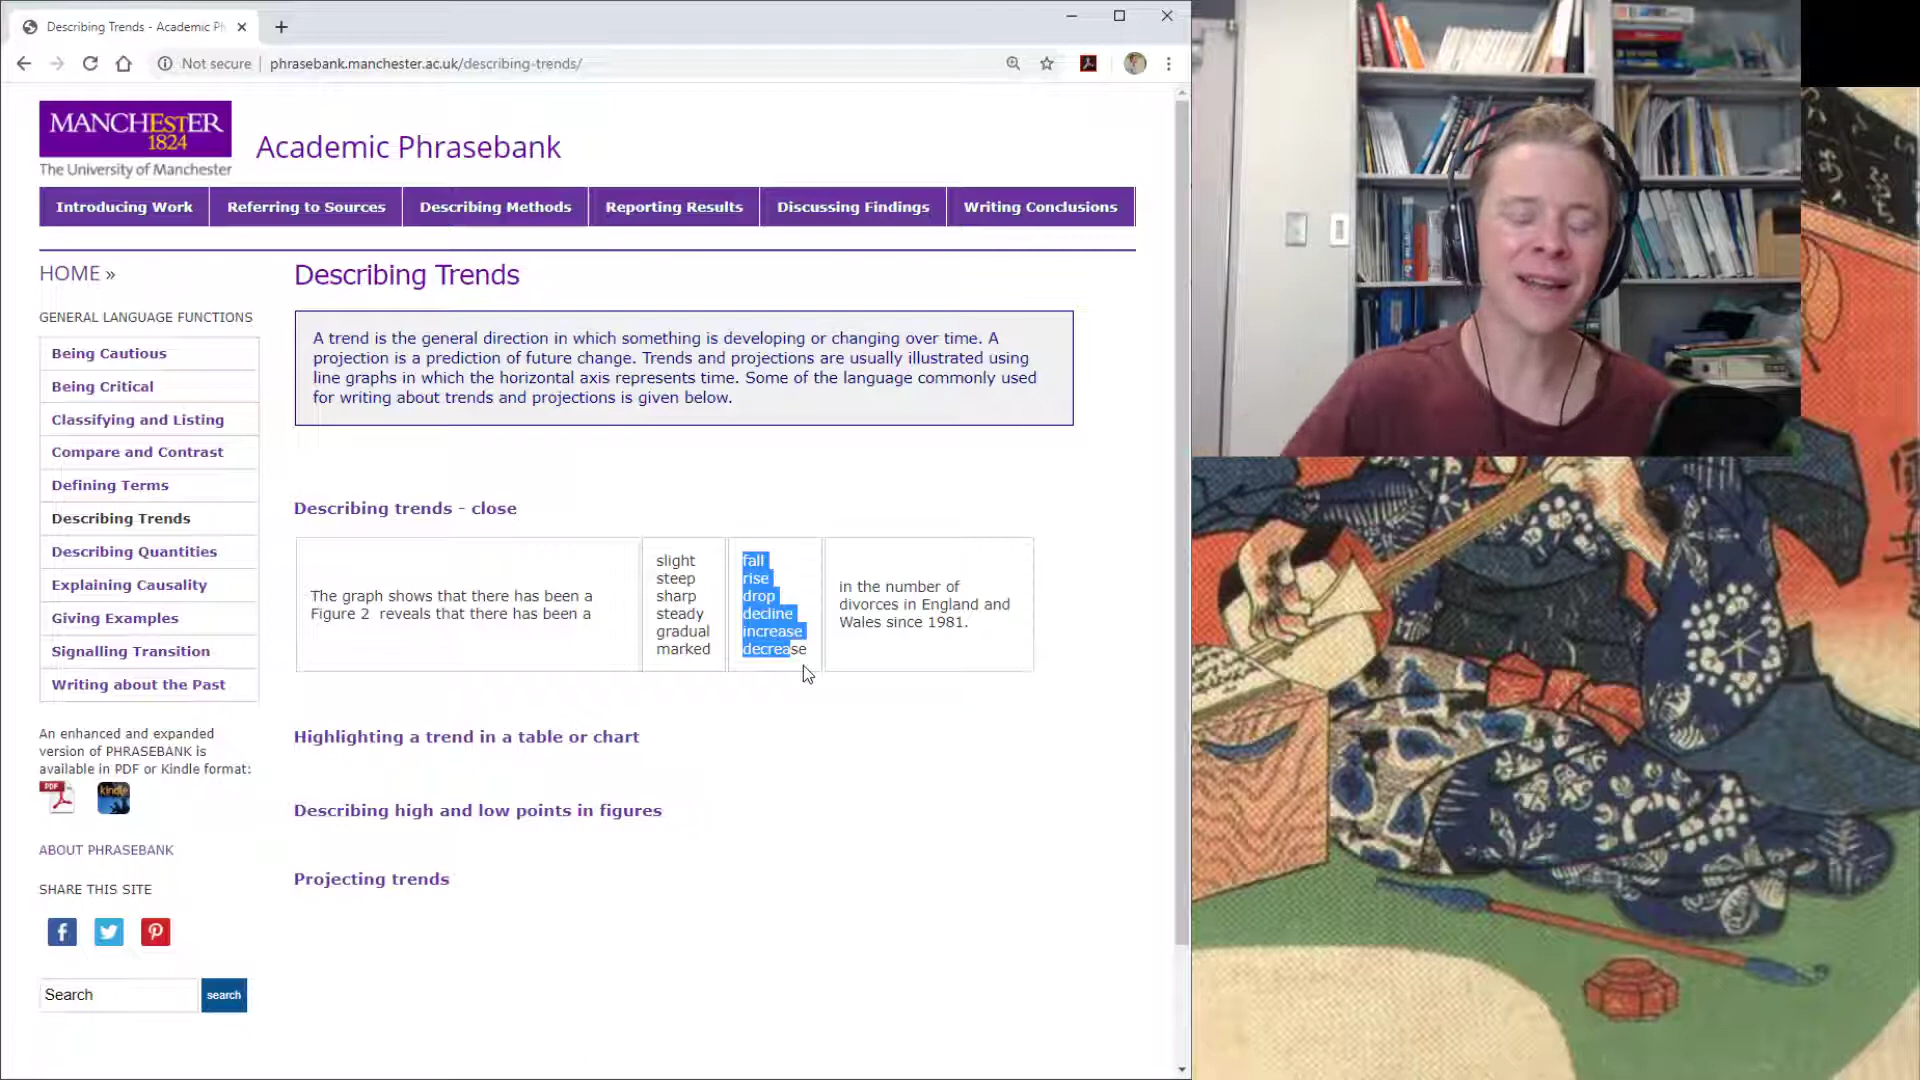 Describing Trends - Academic Ph
Not secure
phrasebank.manchester.ac.uk/describing-trends/
MANCHESTER
1824
The University of Manchester
Academic Phrasebank
Introducing Work
Referring to Sources
Describing Methods
Reporting Results
Discussing Findings
Writing Conclusions
HOME »
GENERAL LANGUAGE FUNCTIONS
Being Cautious
Being Critical
Classifying and Listing
Compare and Contrast
Defining Terms
Describing Trends
Describing Quantities
Explaining Causality
Giving Examples
Signalling Transition
Writing about the Past
An enhanced and expanded
version of PHRASEBANK is
available in PDF or Kindle format:
PDF
kindle
ABOUT PHRASEBANK
SHARE THIS SITE
Search
search
Describing Trends
A trend is the general direction in which something is developing or changing over time. A
projection is a prediction of future change. Trends and projections are usually illustrated using
line graphs in which the horizontal axis represents time. Some of the language commonly used
for writing about trends and projections is given below.
Describing trends - close
The graph shows that there has been a
Figure 2 reveals that there has been a
slight
steep
sharp
steady
gradual
marked
fall
rise
drop
decline
increase
decrease
in the number of
divorces in England and
Wales since 1981.
Highlighting a trend in a table or chart
Describing high and low points in figures
Projecting trends